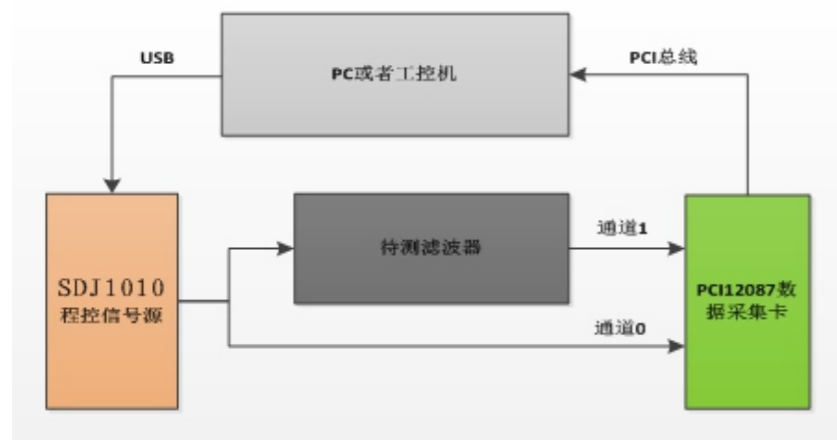 USB
PC或者工控机
PCI总线
SDJ1010
程控信号源
待测滤波器
通道1
通道0
PCI12087数
据采集卡